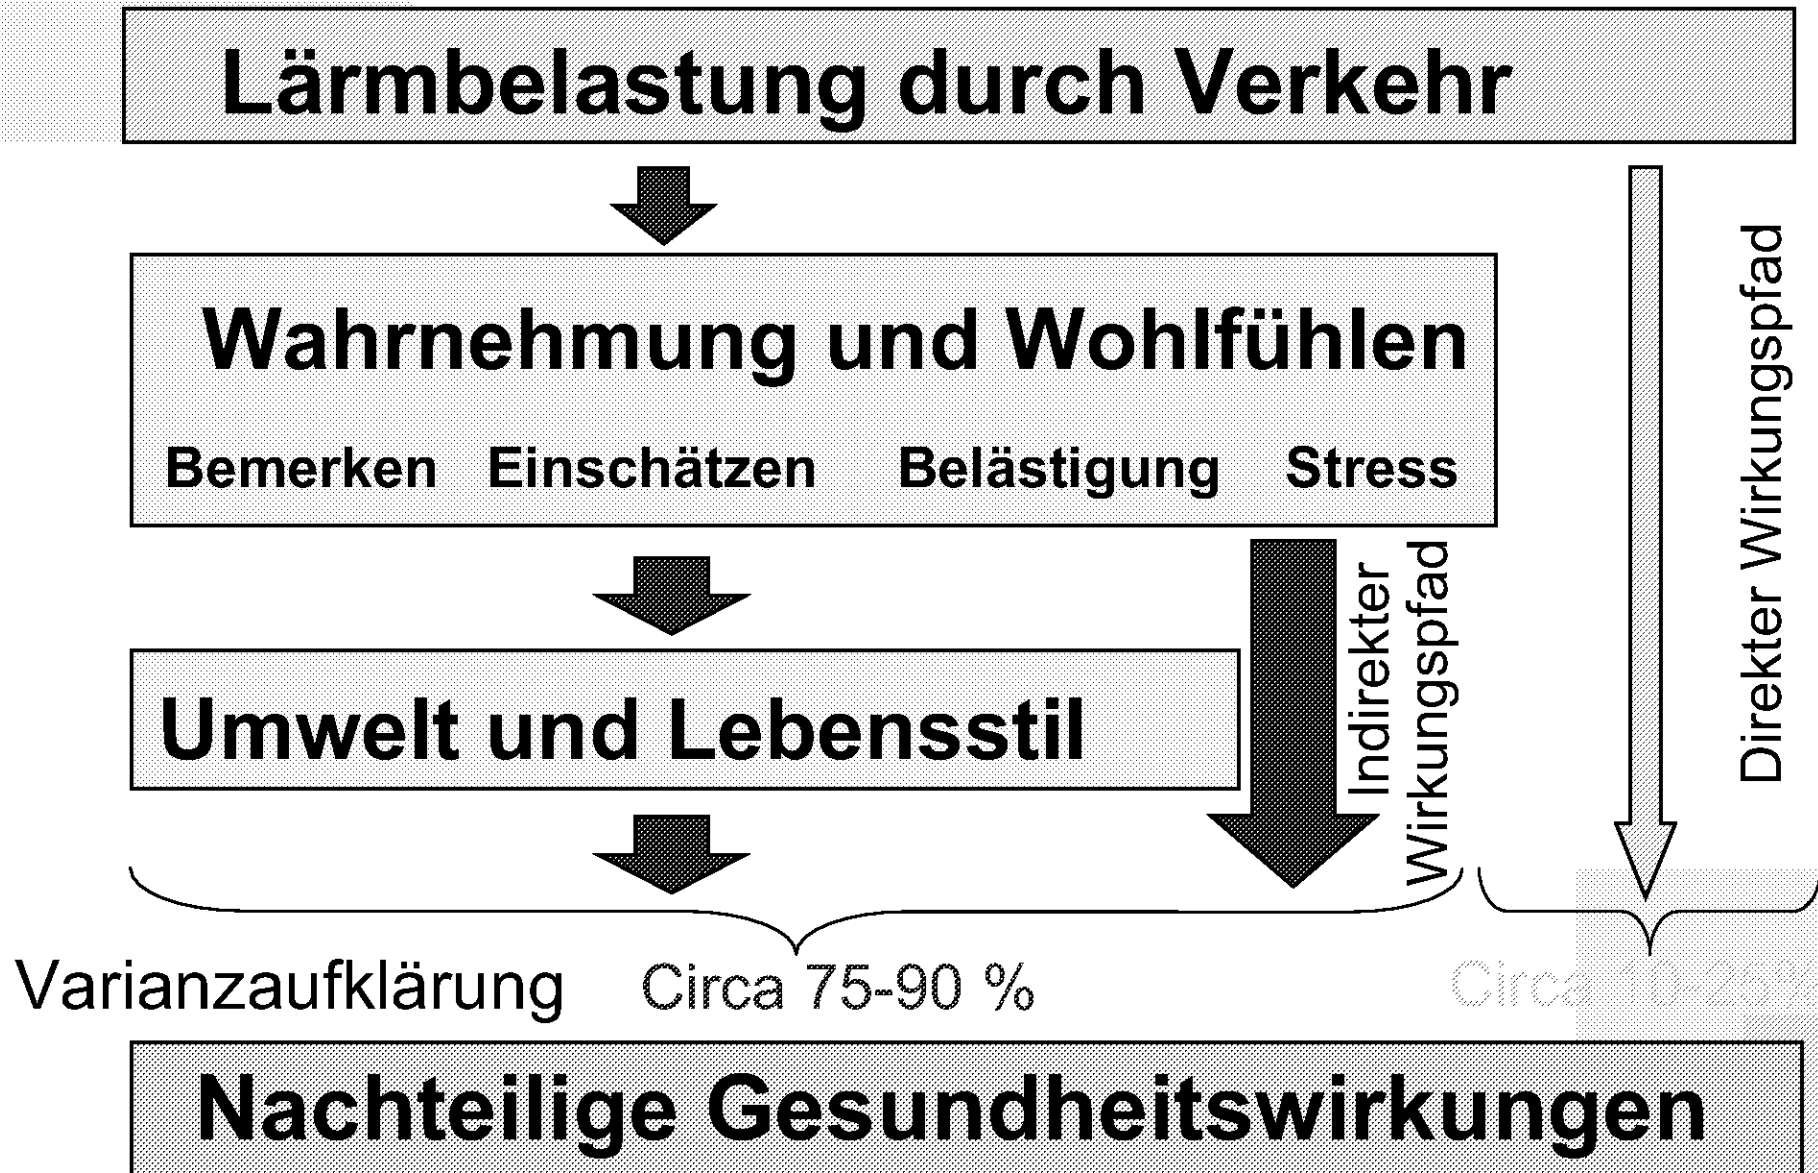 Lärmbelastung durch Verkehr
Wahrnehmung und Wohlfühlen
Bemerken Einschätzen Belästigung Stress
Direkter Wirkungspfad
Indirekter
Wirkungspfad
Umwelt und Lebensstil
Varianzaufklärung Circa 75-90 %
Circa
Nachteilige Gesundheitswirkungen